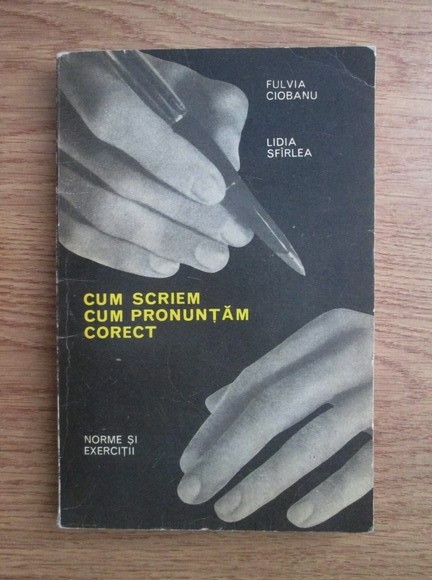 FULVIA
CIOBANU
LIDIA
SFÎRLEA
CUM SCRIEM
CUM PRONUNȚĂM
CORECT
NORME ȘI
EXERCIȚII